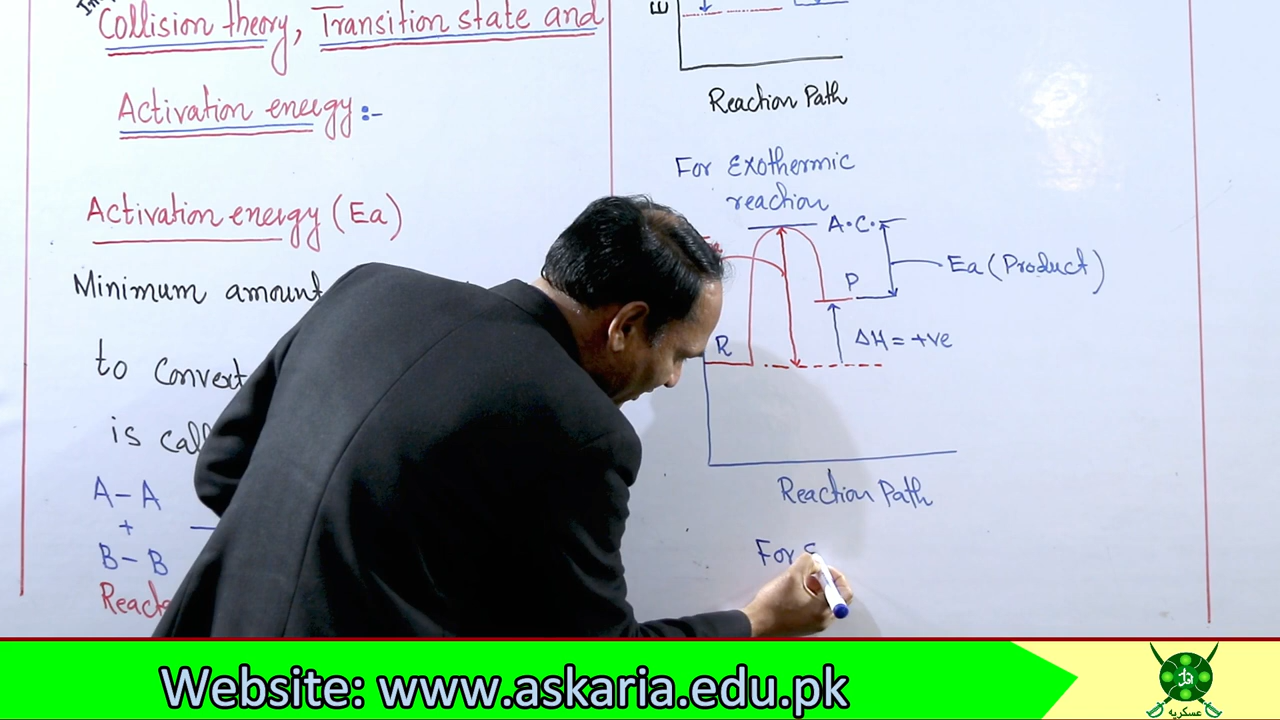 Collision theory, Transition state and
Activation energy:-
Activation energy (Ea)
Minimum amount
to convert
is call
A-A
+
B-B
E
Reaction Path
For Exothermic
reaction
A.C.
P
Ea (Product)
R
ΔH = +ve
Reaction Path
For
Website: www.askaria.edu.pk
عسکریہ